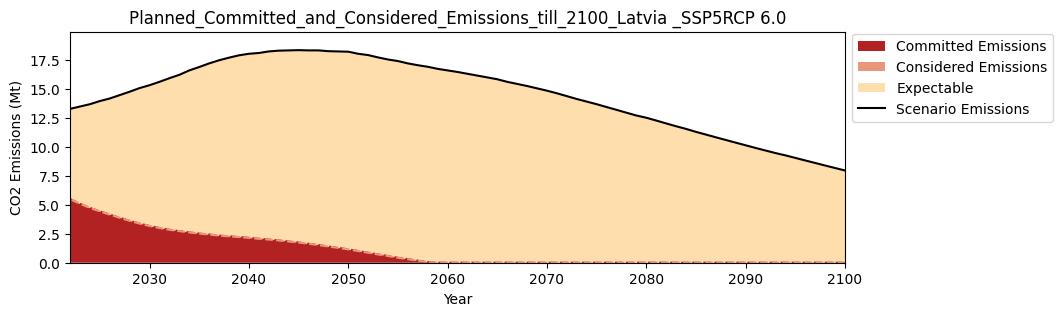 Planned_Committed_and_Considered_Emissions_till_2100_Latvia _SSP5RCP 6.0
CO2 Emissions (Mt)
17.5
15.0
12.5
10.0
7.5
5.0
2.5
0.0
2030
2040
2050
2060
2070
2080
2090
2100
Year
Committed Emissions
Considered Emissions
Expectable
Scenario Emissions